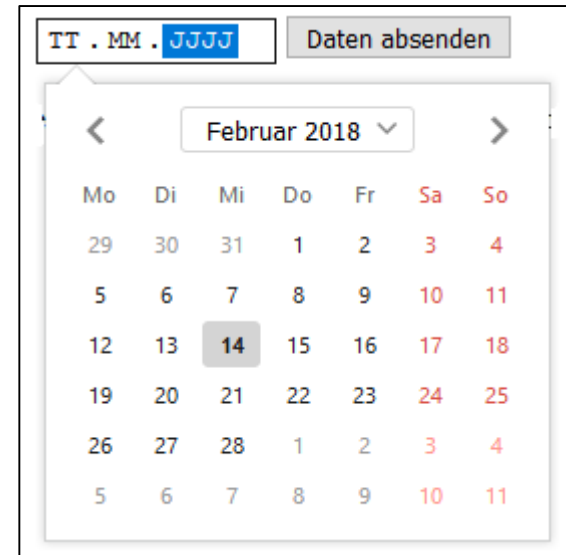 TT . MM . JJJJ Daten absenden
Februar 2018
Mo Di Mi Do Fr Sa So
29 30 31 1 2 3 4
5 6 7 8 9 10 11
12 13 14 15 16 17 18
19 20 21 22 23 24 25
26 27 28 1 2 3 4
5 6 7 8 9 10 11